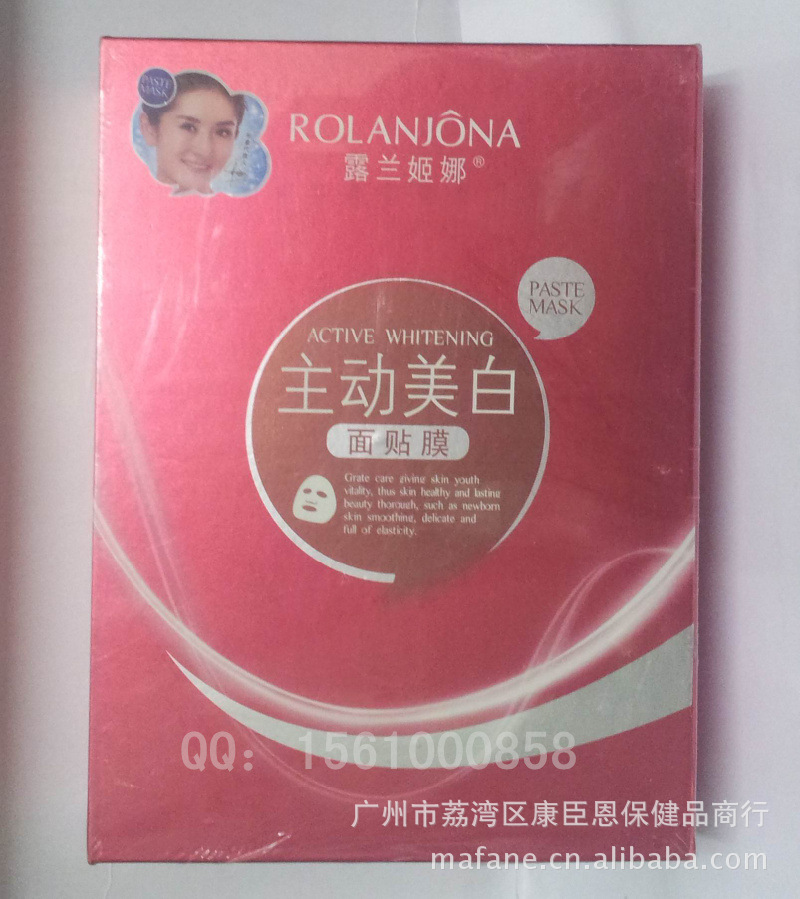 PASTE
MASK
ROLANJÔNA
露兰姬娜®
PASTE
MASK
ACTIVE WHITENING
主动美白
面贴膜
Grate care giving skin youth
vitality, thus skin healthy and lasting
beauty thorough, such as newborn
skin smoothing, delicate and
full of elasticity.
QQ: 1561000858
广州市荔湾区康臣恩保健品商行
mafane.cn.alibaba.com